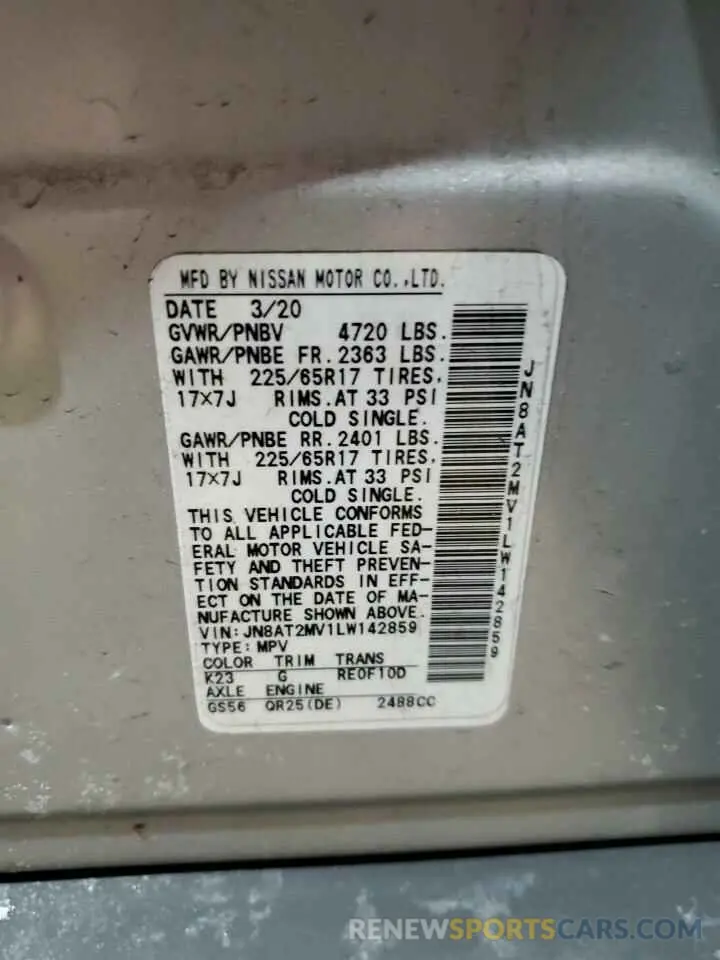 MFD BY NISSAN MOTOR CO.,LTD.
DATE 3/20
GVWR/PNBV 4720 LBS.
GAWR/PNBE FR. 2363 LBS.
WITH 225/65R17 TIRES,
17×7J RIMS.AT 33 PSI
COLD SINGLE.
GAWR/PNBE RR. 2401 LBS.
WITH 225/65R17 TIRES,
17×7J RIMS.AT 33 PSI
COLD SINGLE.
THIS VEHICLE CONFORMS
TO ALL APPLICABLE FED-
ERAL MOTOR VEHICLE SA-
FETY AND THEFT PREVEN-
TION STANDARDS IN EFF-
ECT ON THE DATE OF MA-
NUFACTURE SHOWN ABOVE.
VIN:JN8AT2MV1LW142859
TYPE: MPV
COLOR TRIM TRANS
K23 G RE0F10D
AXLE ENGINE
GS56 QR25(DE) 2488CC
JN8AT2MV1LW142859
RENEWSPORTSCARS.COM